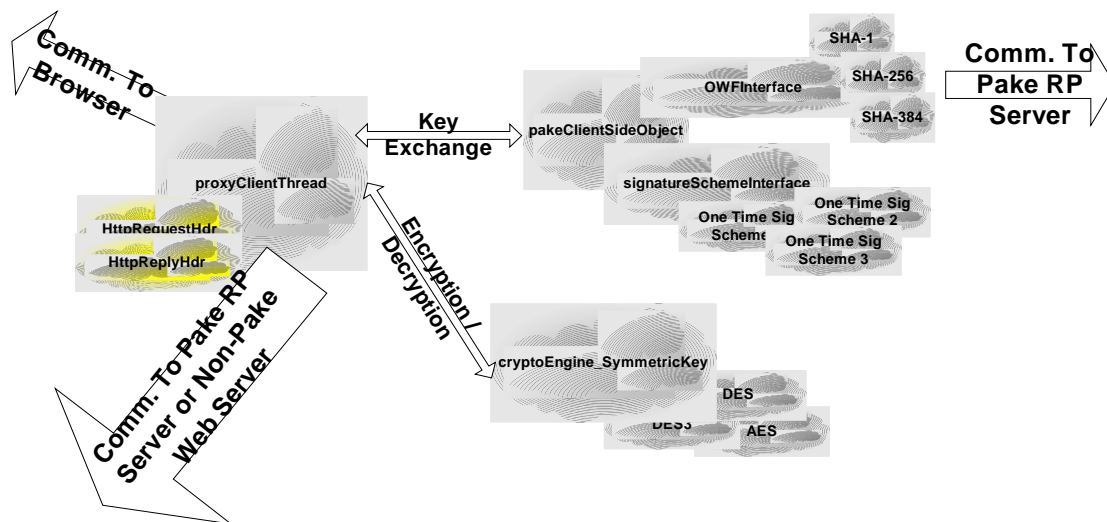 Comm. To
Browser
proxyClientThread
HttpRequestHdr
HttpReplyHdr
Comm. To Pake RP
Server or Non-Pake
Web Server
Key
Exchange
Encryption /
Decryption
pakeClientSideObject
OWFInterface
SHA-1
SHA-256
SHA-384
Comm. To
Pake RP
Server
signatureSchemeInterface
One Time Sig
Scheme
One Time Sig
Scheme 2
One Time Sig
Scheme 3
cryptoEngine_SymmetricKey
DES
DES3
AES